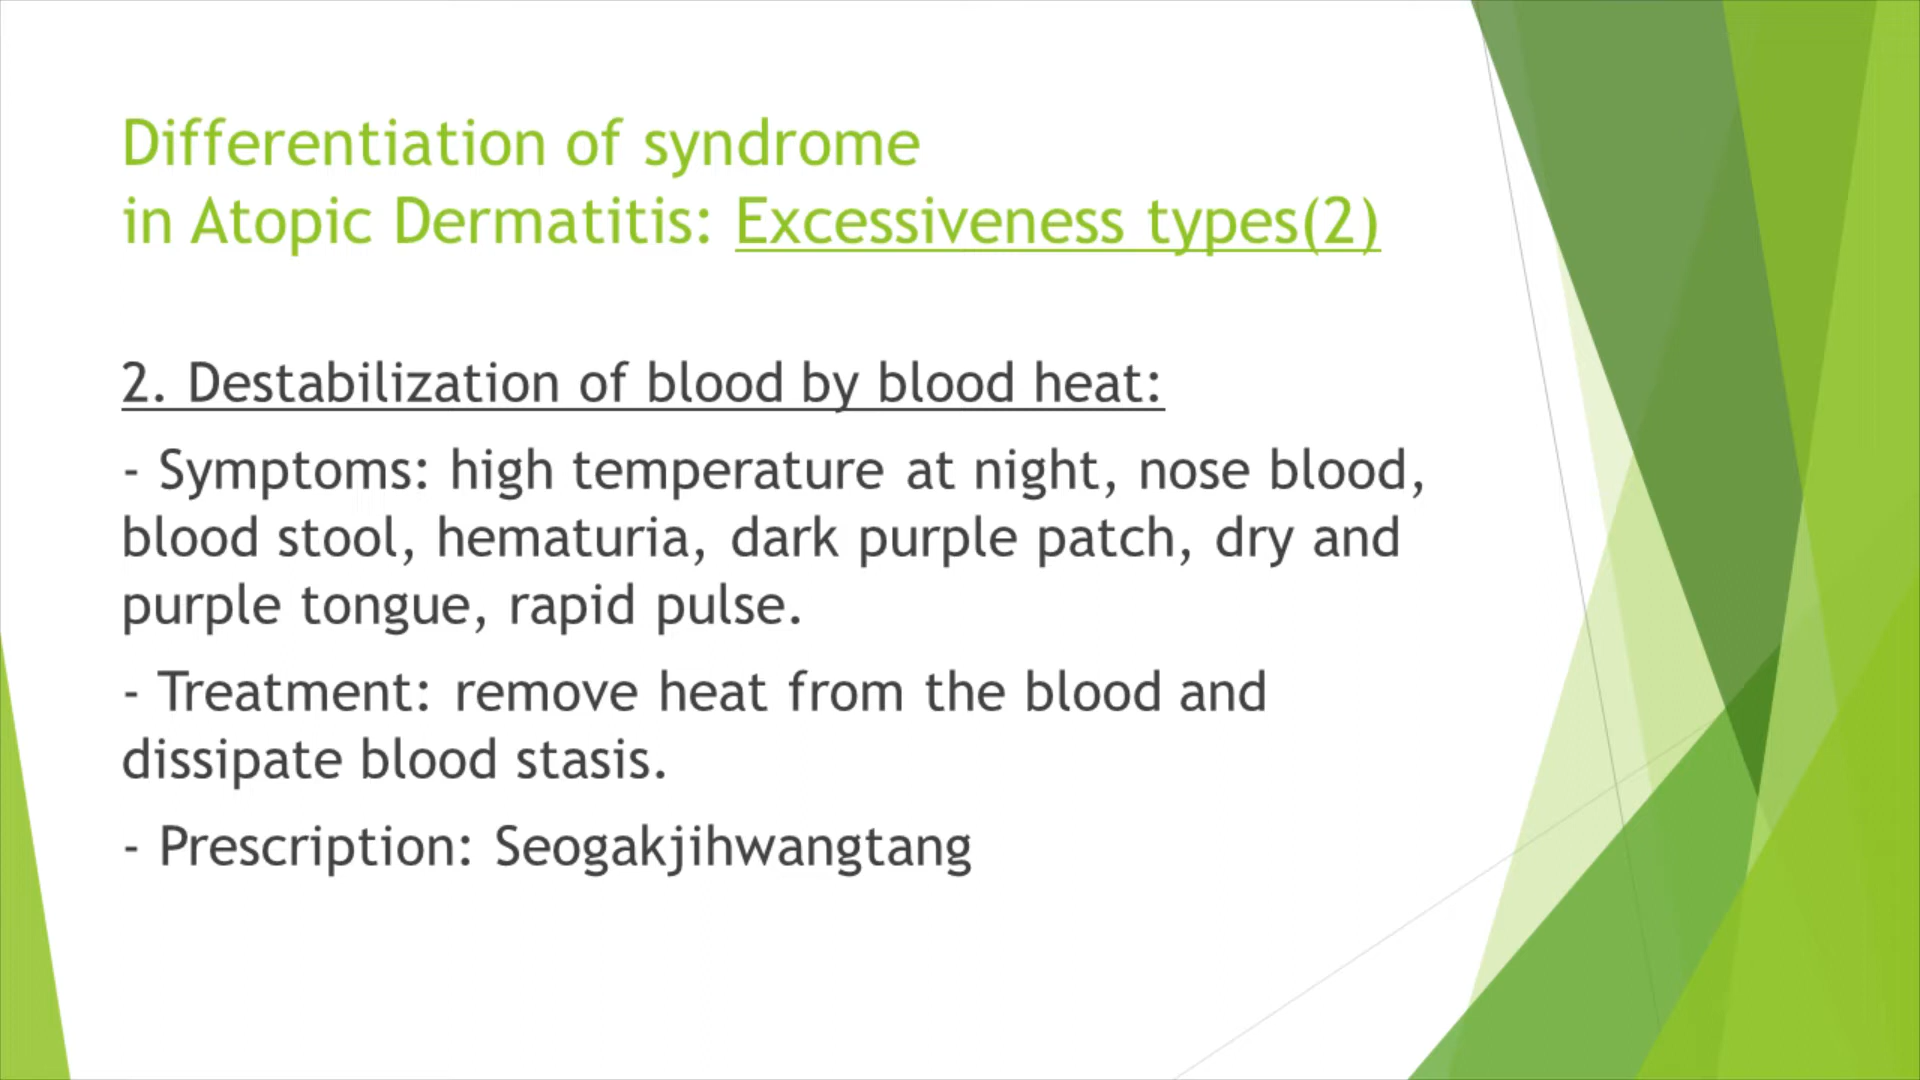 Differentiation of syndrome
in Atopic Dermatitis: Excessiveness types(2)
2. Destabilization of blood by blood heat:
- Symptoms: high temperature at night, nose blood,
blood stool, hematuria, dark purple patch, dry and
purple tongue, rapid pulse.
- Treatment: remove heat from the blood and
dissipate blood stasis.
- Prescription: Seogakjihwangtang